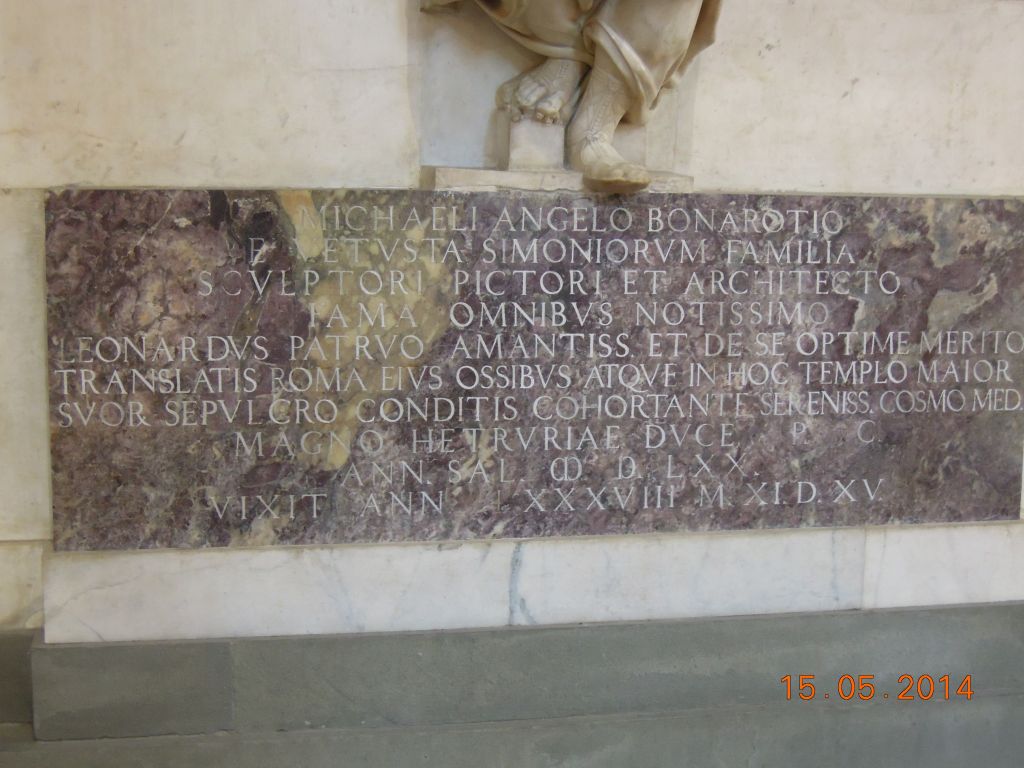 MICHAELI ANGELO BONAROTIO
E VETVSTA SIMONIORVM FAMILIA
SCVLPTORI PICTORI ET ARCHITECTO
FAMA OMNIBVS NOTISSIMO
LEONARDVS PATRVO AMANTISS. ET DE SE OPTIME MERITO
TRANSLATIS ROMA EIVS OSSIBVS ATQVE IN HOC TEMPLO MAIOR
SVOR SEPVLCRO CONDITIS COHORTANTE SERENISS. COSMO MED.
MAGNO HETRVRIAE DVCE P. C.
ANN. SAL. ↀ D. LXX.
VIXIT ANN LXXXVIII M. XI. D. XV.
15.05.2014